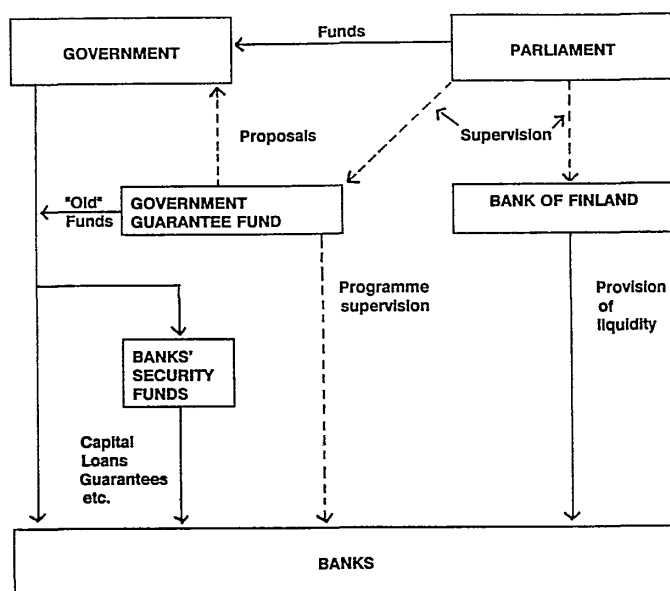 Funds
GOVERNMENT
PARLIAMENT
Proposals
Supervision
"Old"
Funds
GOVERNMENT
GUARANTEE FUND
BANK OF FINLAND
Programme
supervision
Provision
of
liquidity
BANKS'
SECURITY
FUNDS
Capital
Loans
Guarantees
etc.
BANKS